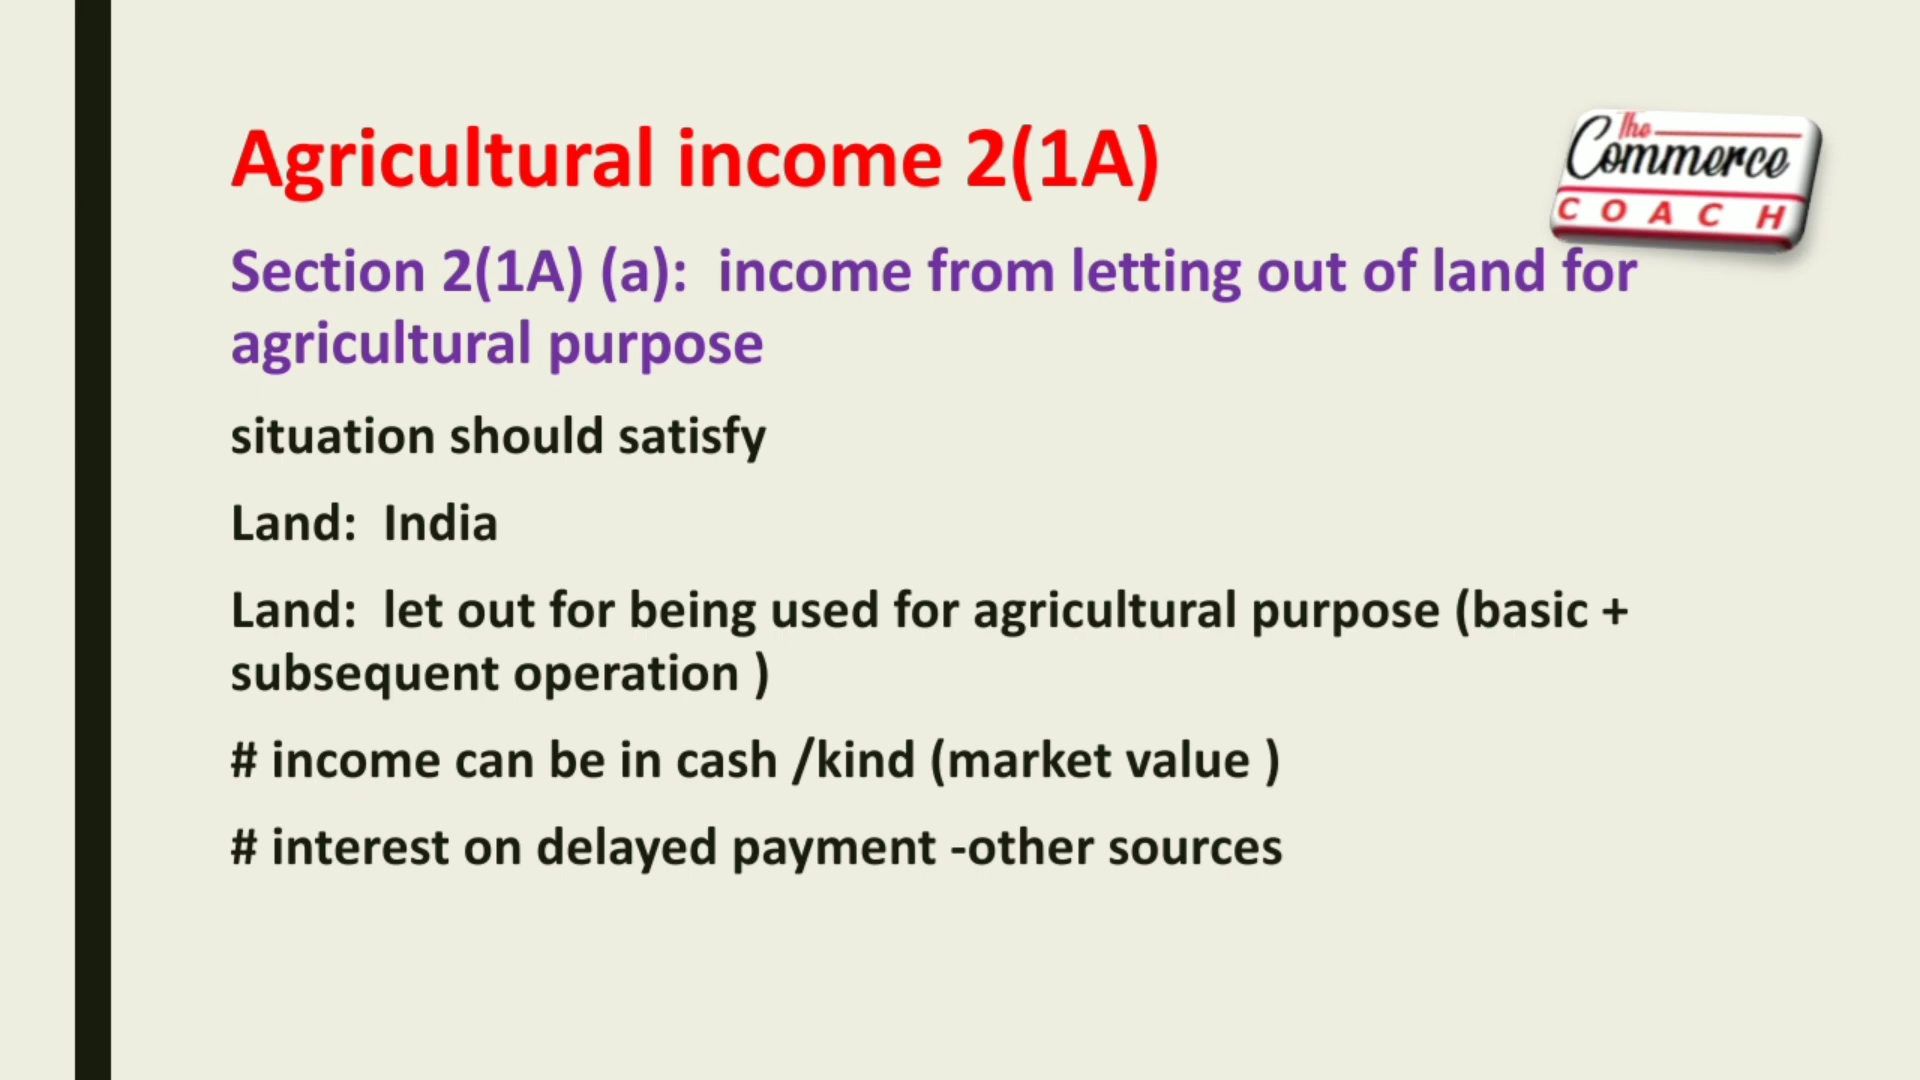 Agricultural income 2(1A)
The
Commerce
COACH
Section 2(1A) (a):  income from letting out of land for
agricultural purpose
situation should satisfy
Land:  India
Land:  let out for being used for agricultural purpose (basic +
subsequent operation )
# income can be in cash /kind (market value )
# interest on delayed payment -other sources